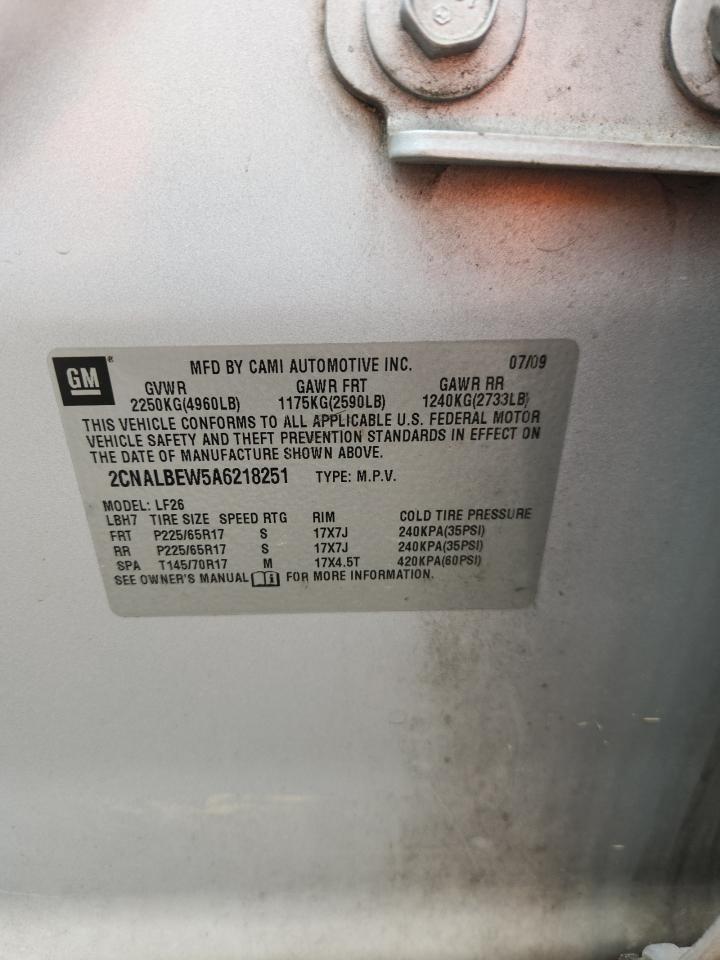 GM®
MFD BY CAMI AUTOMOTIVE INC. 07/09
GVWR GAWR FRT GAWR RR
2250KG(4960LB) 1175KG(2590LB) 1240KG(2733LB)
THIS VEHICLE CONFORMS TO ALL APPLICABLE U.S. FEDERAL MOTOR
VEHICLE SAFETY AND THEFT PREVENTION STANDARDS IN EFFECT ON
THE DATE OF MANUFACTURE SHOWN ABOVE.
2CNALBEW5A6218251 TYPE: M.P.V.
MODEL: LF26
LBH7 TIRE SIZE SPEED RTG RIM COLD TIRE PRESSURE
FRT P225/65R17 S 17X7J 240KPA(35PSI)
RR P225/65R17 S 17X7J 240KPA(35PSI)
SPA T145/70R17 M 17X4.5T 420KPA(60PSI)
SEE OWNER'S MANUAL FOR MORE INFORMATION.